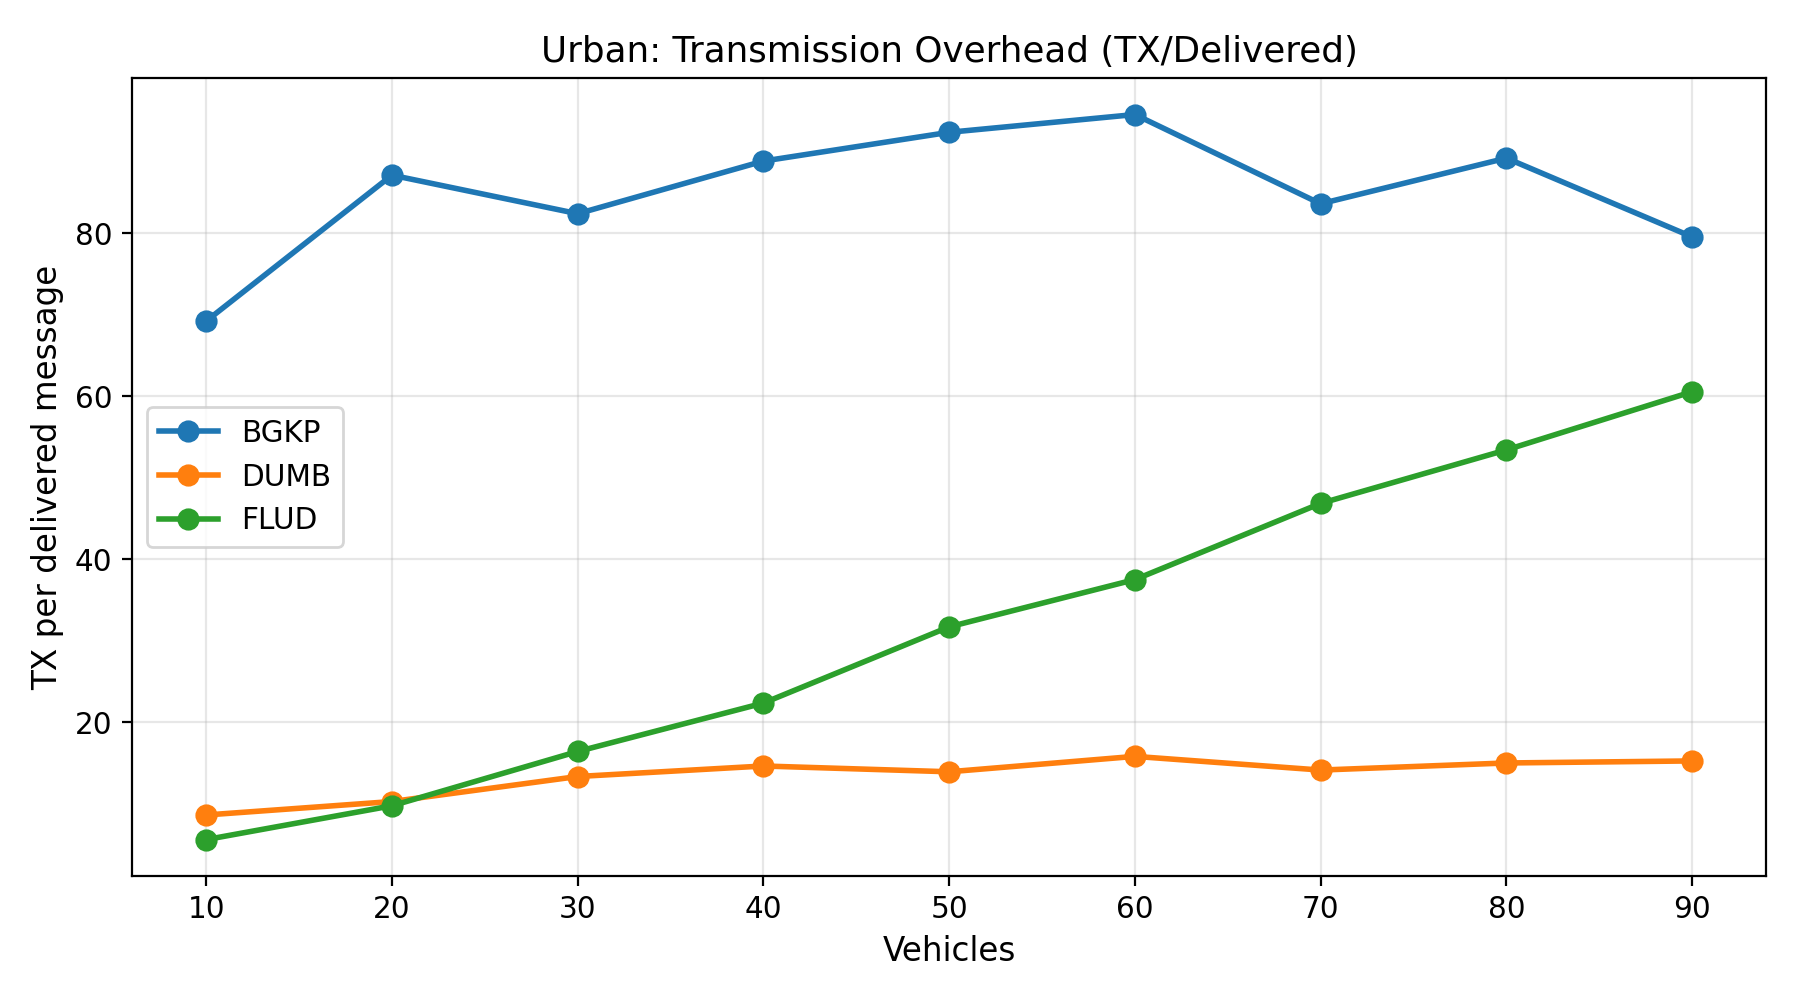 Urban: Transmission Overhead (TX/Delivered)
TX per delivered message
80
60
40
20
BGKP
DUMB
FLUD
10 20 30 40 50 60 70 80 90
Vehicles